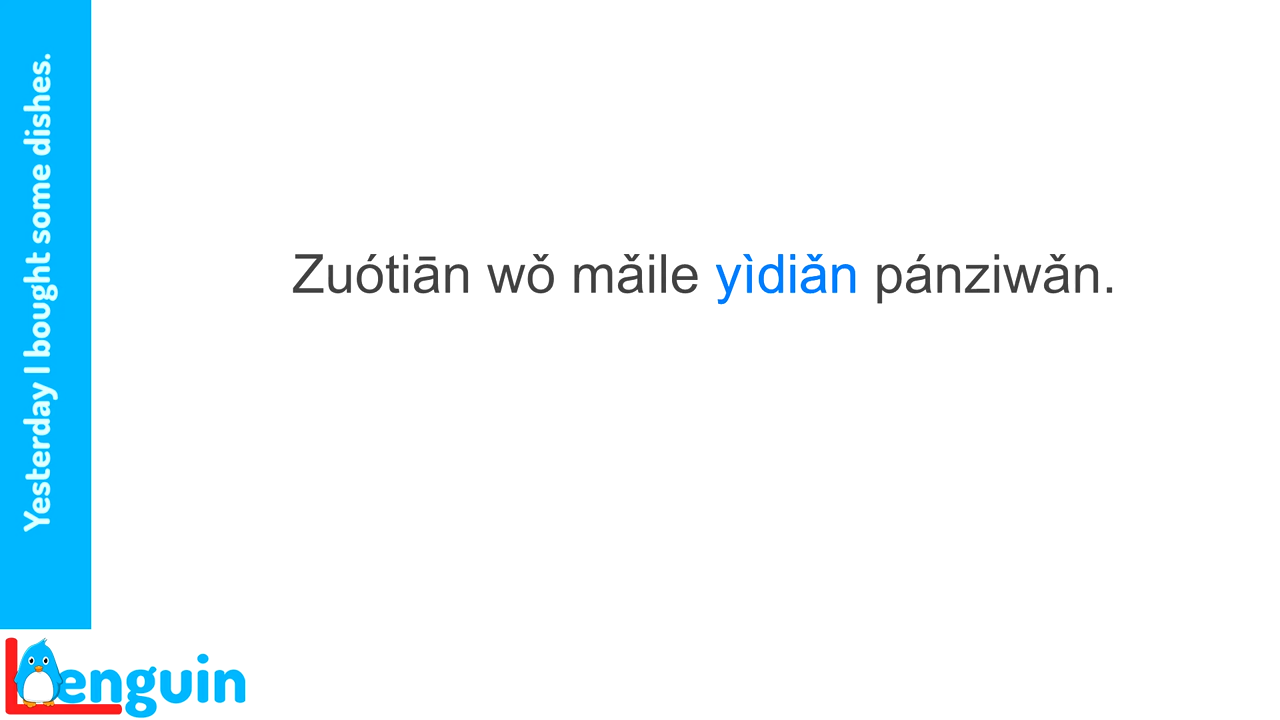 Yesterday I bought some dishes.
Zuótiān wǒ mǎile yìdiǎn pánziwǎn.
Lenguin